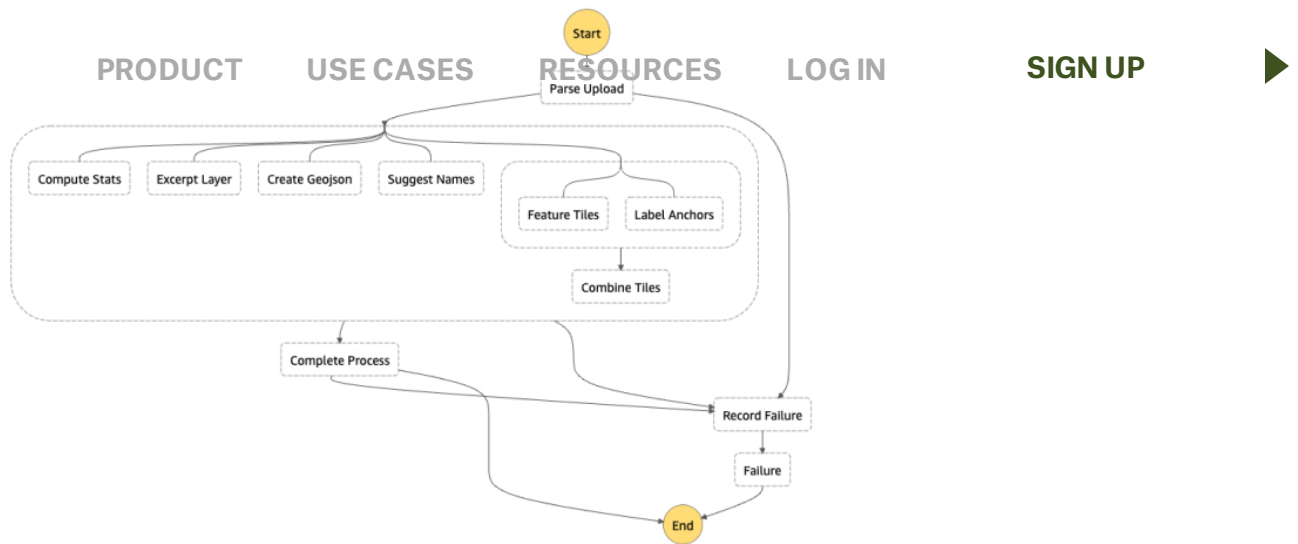 Start
PRODUCT USE CASES RESOURCES LOG IN SIGN UP
Parse Upload
Compute Stats Excerpt Layer Create Geojson Suggest Names
Feature Tiles Label Anchors
Combine Tiles
Complete Process
Record Failure
Failure
End